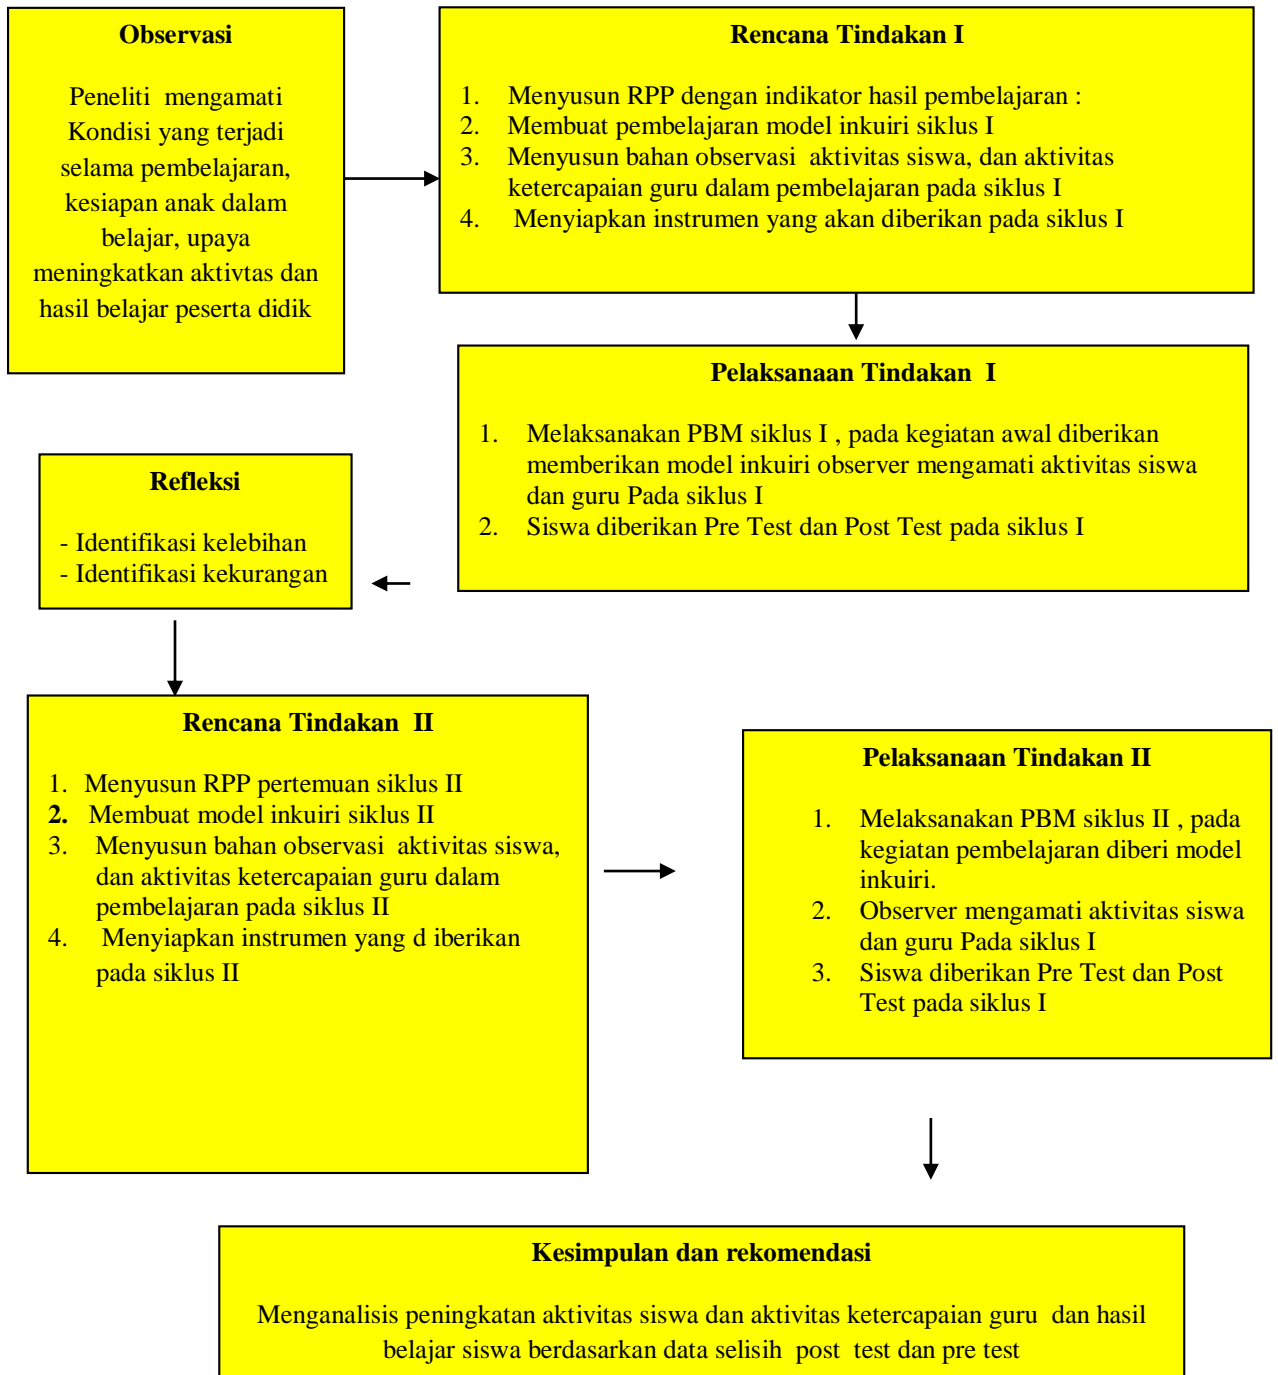 Observasi
Peneliti mengamati
Kondisi yang terjadi
selama pembelajaran,
kesiapan anak dalam
belajar, upaya
meningkatkan aktivtas dan
hasil belajar peserta didik
Rencana Tindakan I
1. Menyusun RPP dengan indikator hasil pembelajaran :
2. Membuat pembelajaran model inkuiri siklus I
3. Menyusun bahan observasi aktivitas siswa, dan aktivitas
ketercapaian guru dalam pembelajaran pada siklus I
4. Menyiapkan instrumen yang akan diberikan pada siklus I
Pelaksanaan Tindakan I
1. Melaksanakan PBM siklus I , pada kegiatan awal diberikan
memberikan model inkuiri observer mengamati aktivitas siswa
dan guru Pada siklus I
2. Siswa diberikan Pre Test dan Post Test pada siklus I
Refleksi
- Identifikasi kelebihan
- Identifikasi kekurangan
Rencana Tindakan II
1. Menyusun RPP pertemuan siklus II
2. Membuat model inkuiri siklus II
3. Menyusun bahan observasi aktivitas siswa,
dan aktivitas ketercapaian guru dalam
pembelajaran pada siklus II
4. Menyiapkan instrumen yang d iberikan
pada siklus II
Pelaksanaan Tindakan II
1. Melaksanakan PBM siklus II , pada
kegiatan pembelajaran diberi model
inkuiri.
2. Observer mengamati aktivitas siswa
dan guru Pada siklus I
3. Siswa diberikan Pre Test dan Post
Test pada siklus I
Kesimpulan dan rekomendasi
Menganalisis peningkatan aktivitas siswa dan aktivitas ketercapaian guru dan hasil
belajar siswa berdasarkan data selisih post test dan pre test